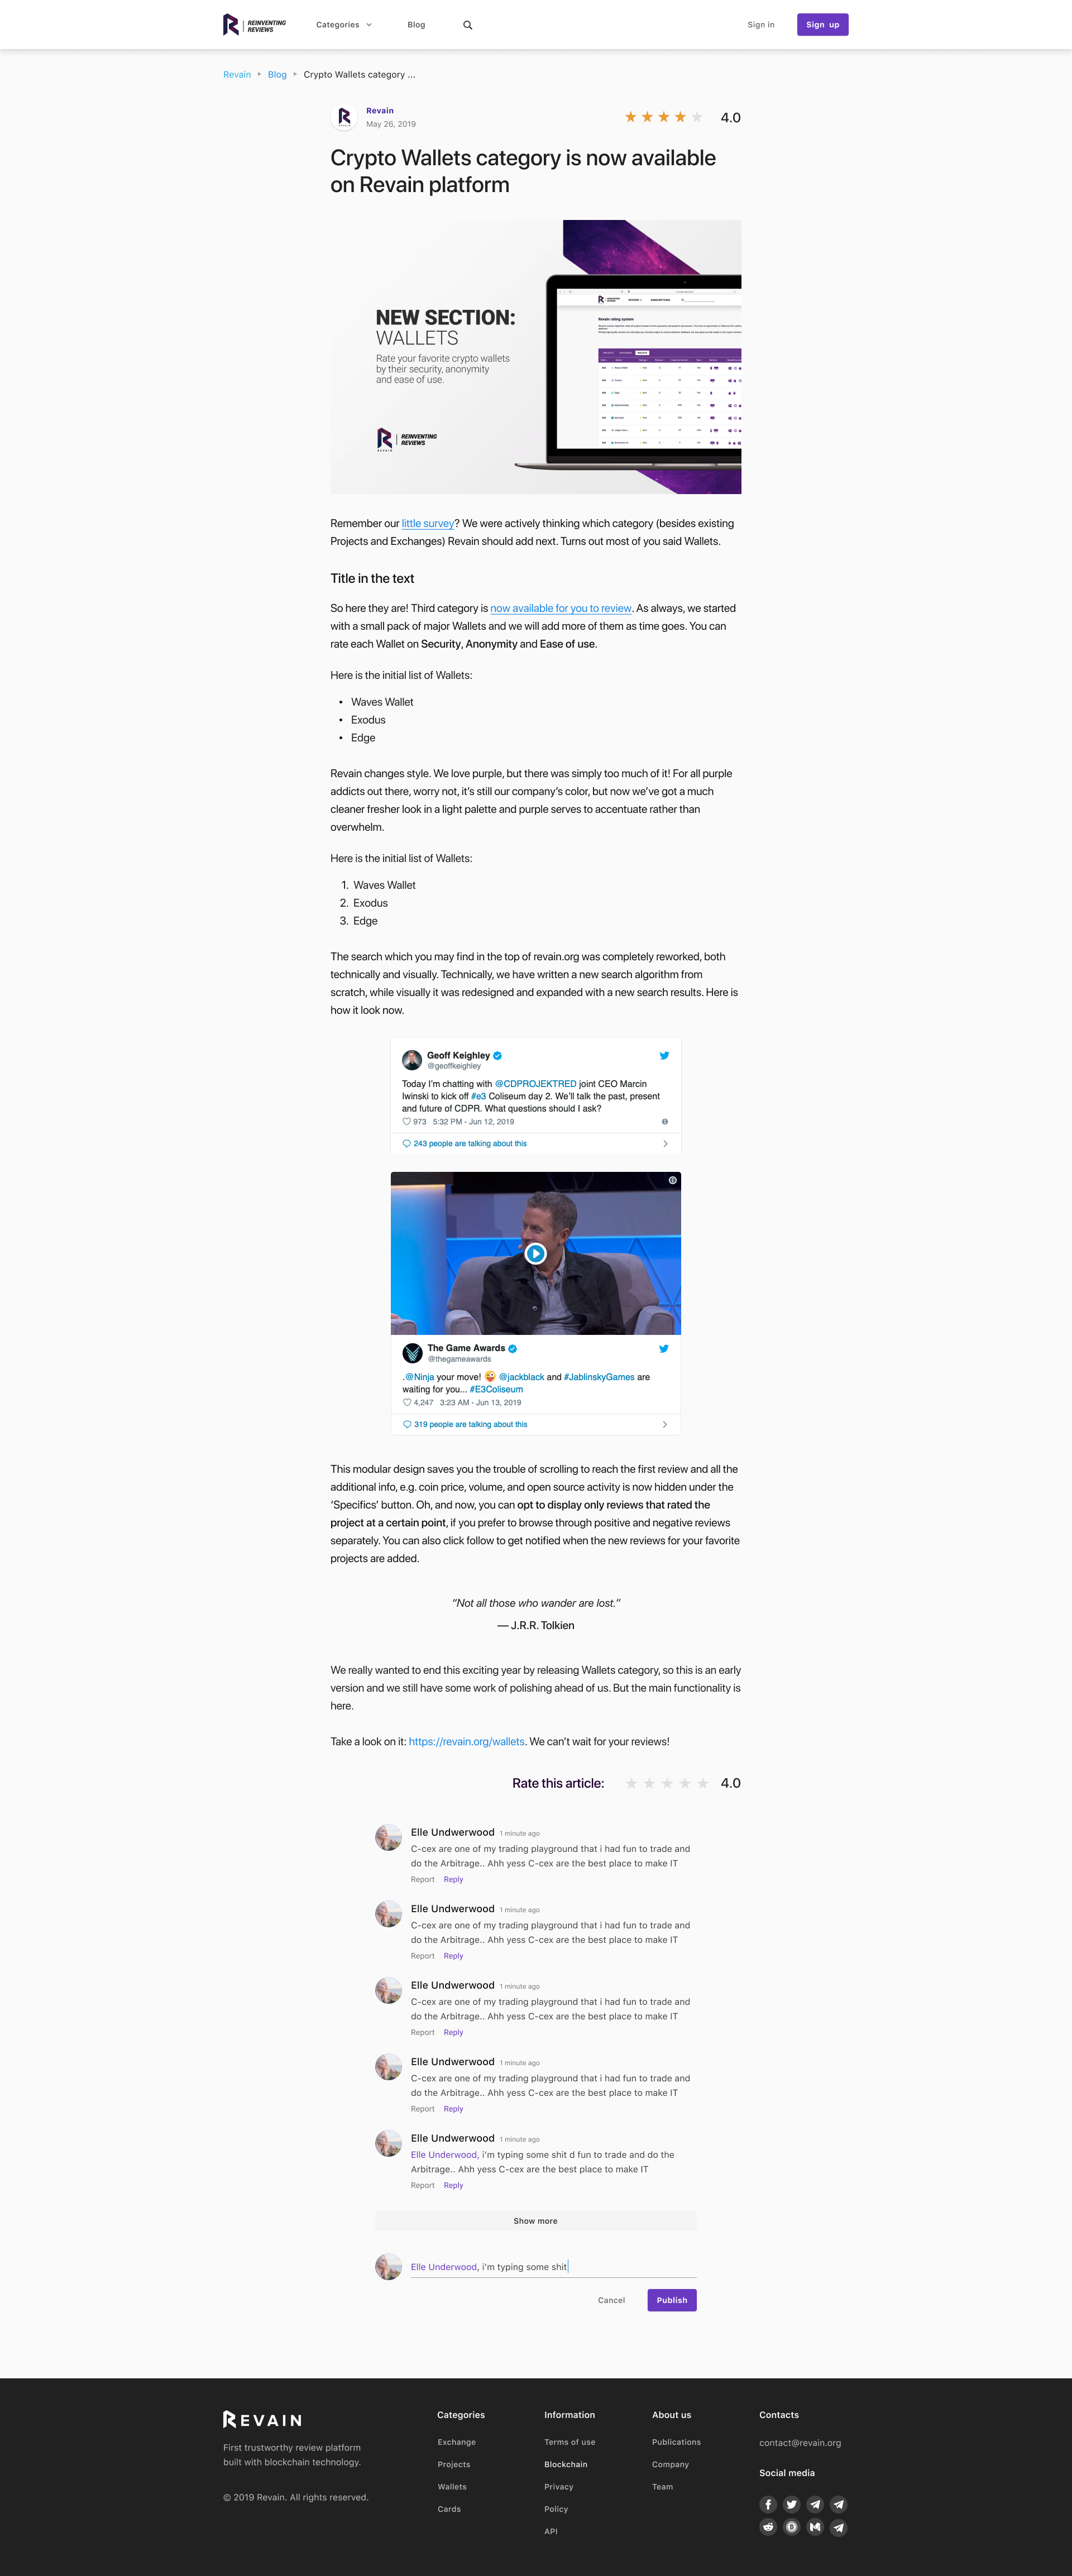 REINVENTING
REVIEWS
Categories
Blog
Sign in
Sign up
Revain
Blog
Crypto Wallets category ...
Revain
May 26, 2019
4.0
Crypto Wallets category is now available
on Revain platform
NEW SECTION:
WALLETS
Rate your favorite crypto wallets
by their security, anonymity
and ease of use.
REVAIN
REINVENTING
REVIEWS
Revain rating system
Remember our little survey? We were actively thinking which category (besides existing
Projects and Exchanges) Revain should add next. Turns out most of you said Wallets.
Title in the text
So here they are! Third category is now available for you to review. As always, we started
with a small pack of major Wallets and we will add more of them as time goes. You can
rate each Wallet on Security, Anonymity and Ease of use.
Here is the initial list of Wallets:
• Waves Wallet
• Exodus
• Edge
Revain changes style. We love purple, but there was simply too much of it! For all purple
addicts out there, worry not, it's still our company's color, but now we've got a much
cleaner fresher look in a light palette and purple serves to accentuate rather than
overwhelm.
Here is the initial list of Wallets:
1. Waves Wallet
2. Exodus
3. Edge
The search which you may find in the top of revain.org was completely reworked, both
technically and visually. Technically, we have written a new search algorithm from
scratch, while visually it was redesigned and expanded with a new search results. Here is
how it look now.
Geoff Keighley
@geoffkeighley
Today I'm chatting with @CDPROJEKTRED joint CEO Marcin
Iwinski to kick off #e3 Coliseum day 2. We'll talk the past, present
and future of CDPR. What questions should I ask?
973 5:32 PM - Jun 12, 2019
243 people are talking about this
The Game Awards
@thegameawards
.@Ninja your move! 😜 @jackblack and #JablinskyGames are
waiting for you... #E3Coliseum
4,247 3:23 AM - Jun 13, 2019
319 people are talking about this
This modular design saves you the trouble of scrolling to reach the first review and all the
additional info, e.g. coin price, volume, and open source activity is now hidden under the
'Specifics' button. Oh, and now, you can opt to display only reviews that rated the
project at a certain point, if you prefer to browse through positive and negative reviews
separately. You can also click follow to get notified when the new reviews for your favorite
projects are added.
"Not all those who wander are lost."
— J.R.R. Tolkien
We really wanted to end this exciting year by releasing Wallets category, so this is an early
version and we still have some work of polishing ahead of us. But the main functionality is
here.
Take a look on it: https://revain.org/wallets. We can't wait for your reviews!
Rate this article:
4.0
Elle Undwerwood 1 minute ago
C-cex are one of my trading playground that i had fun to trade and
do the Arbitrage.. Ahh yess C-cex are the best place to make IT
Report Reply
Elle Undwerwood 1 minute ago
C-cex are one of my trading playground that i had fun to trade and
do the Arbitrage.. Ahh yess C-cex are the best place to make IT
Report Reply
Elle Undwerwood 1 minute ago
C-cex are one of my trading playground that i had fun to trade and
do the Arbitrage.. Ahh yess C-cex are the best place to make IT
Report Reply
Elle Undwerwood 1 minute ago
C-cex are one of my trading playground that i had fun to trade and
do the Arbitrage.. Ahh yess C-cex are the best place to make IT
Report Reply
Elle Undwerwood 1 minute ago
Elle Underwood, i'm typing some shit d fun to trade and do the
Arbitrage.. Ahh yess C-cex are the best place to make IT
Report Reply
Show more
Elle Underwood, i'm typing some shit
Cancel
Publish
REVAIN
First trustworthy review platform
built with blockchain technology.
© 2019 Revain. All rights reserved.
Categories
Exchange
Projects
Wallets
Cards
Information
Terms of use
Blockchain
Privacy
Policy
API
About us
Publications
Company
Team
Contacts
contact@revain.org
Social media